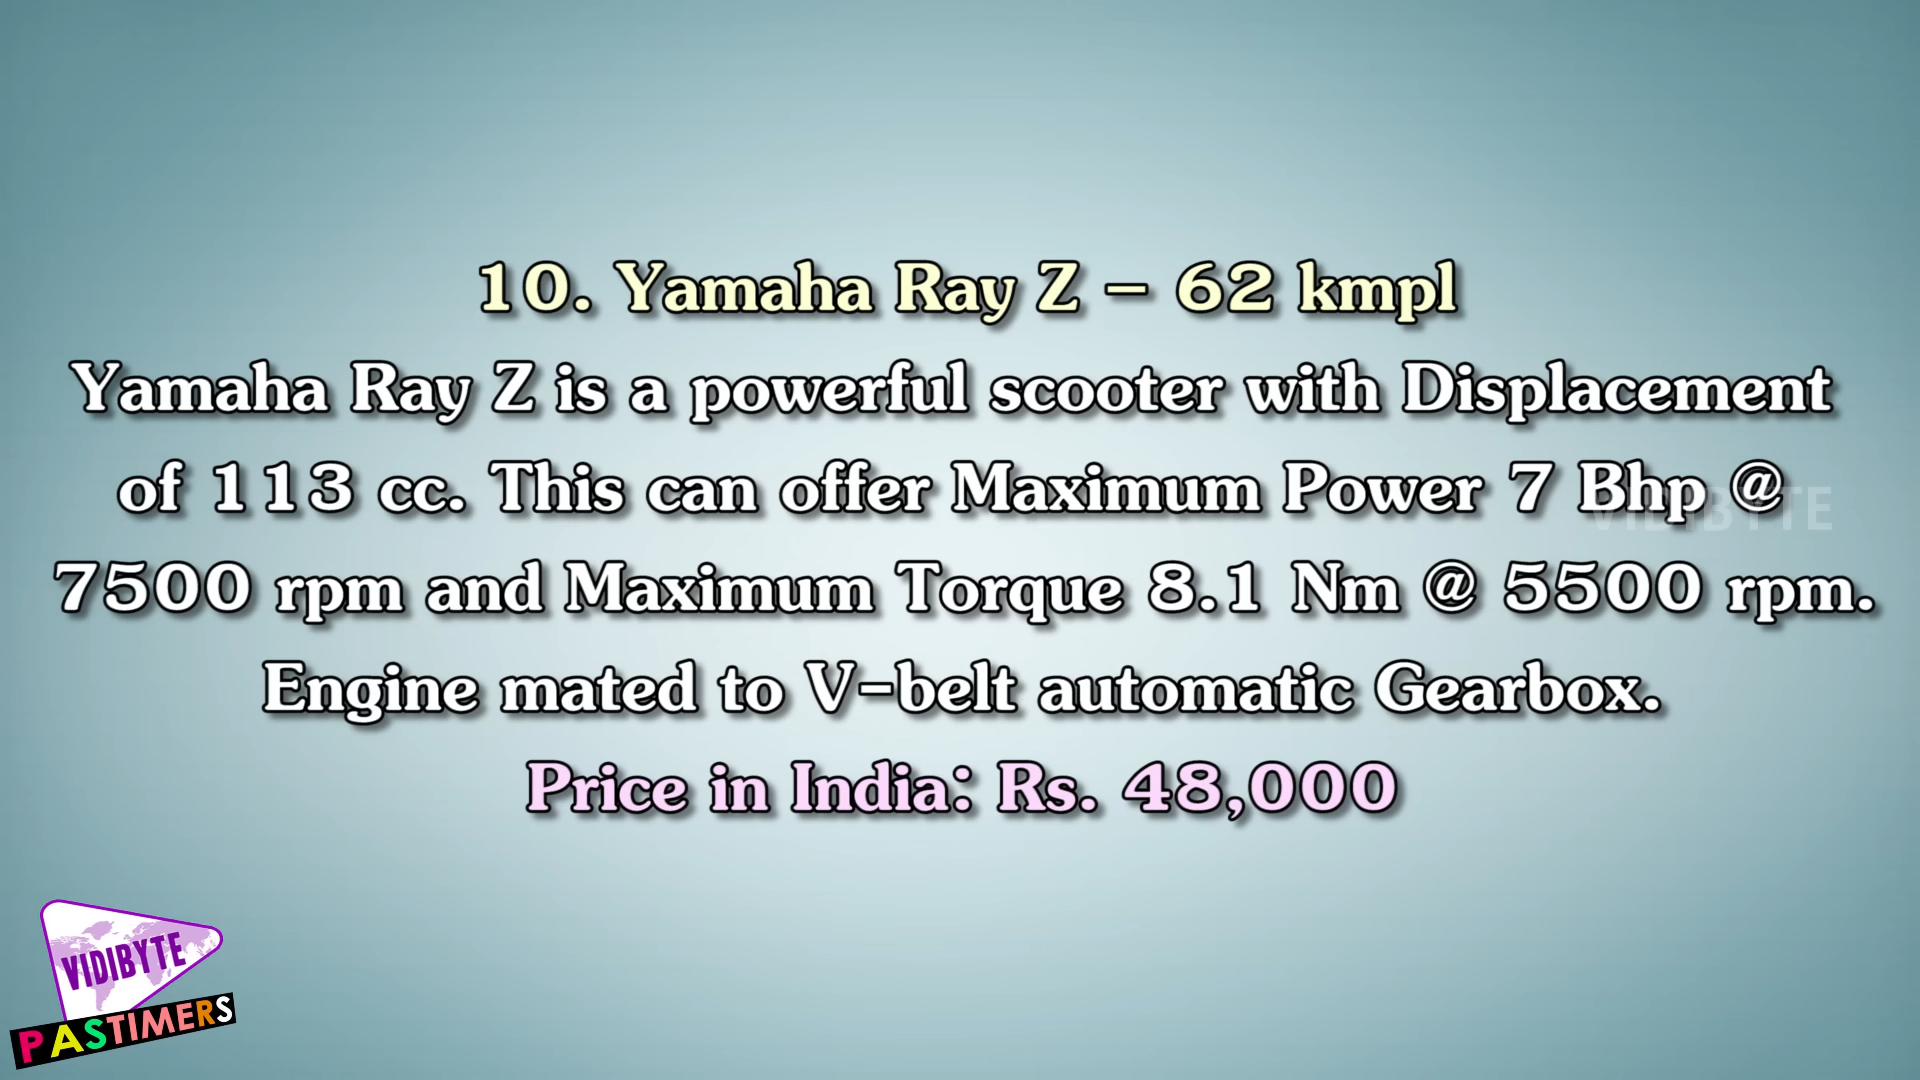 10. Yamaha Ray Z – 62 kmpl
Yamaha Ray Z is a powerful scooter with Displacement
of 113 cc. This can offer Maximum Power 7 Bhp @
VIDIBYTE
7500 rpm and Maximum Torque 8.1 Nm @ 5500 rpm.
Engine mated to V-belt automatic Gearbox.
Price in India: Rs. 48,000
VIDIBYTE
PASTIMERS